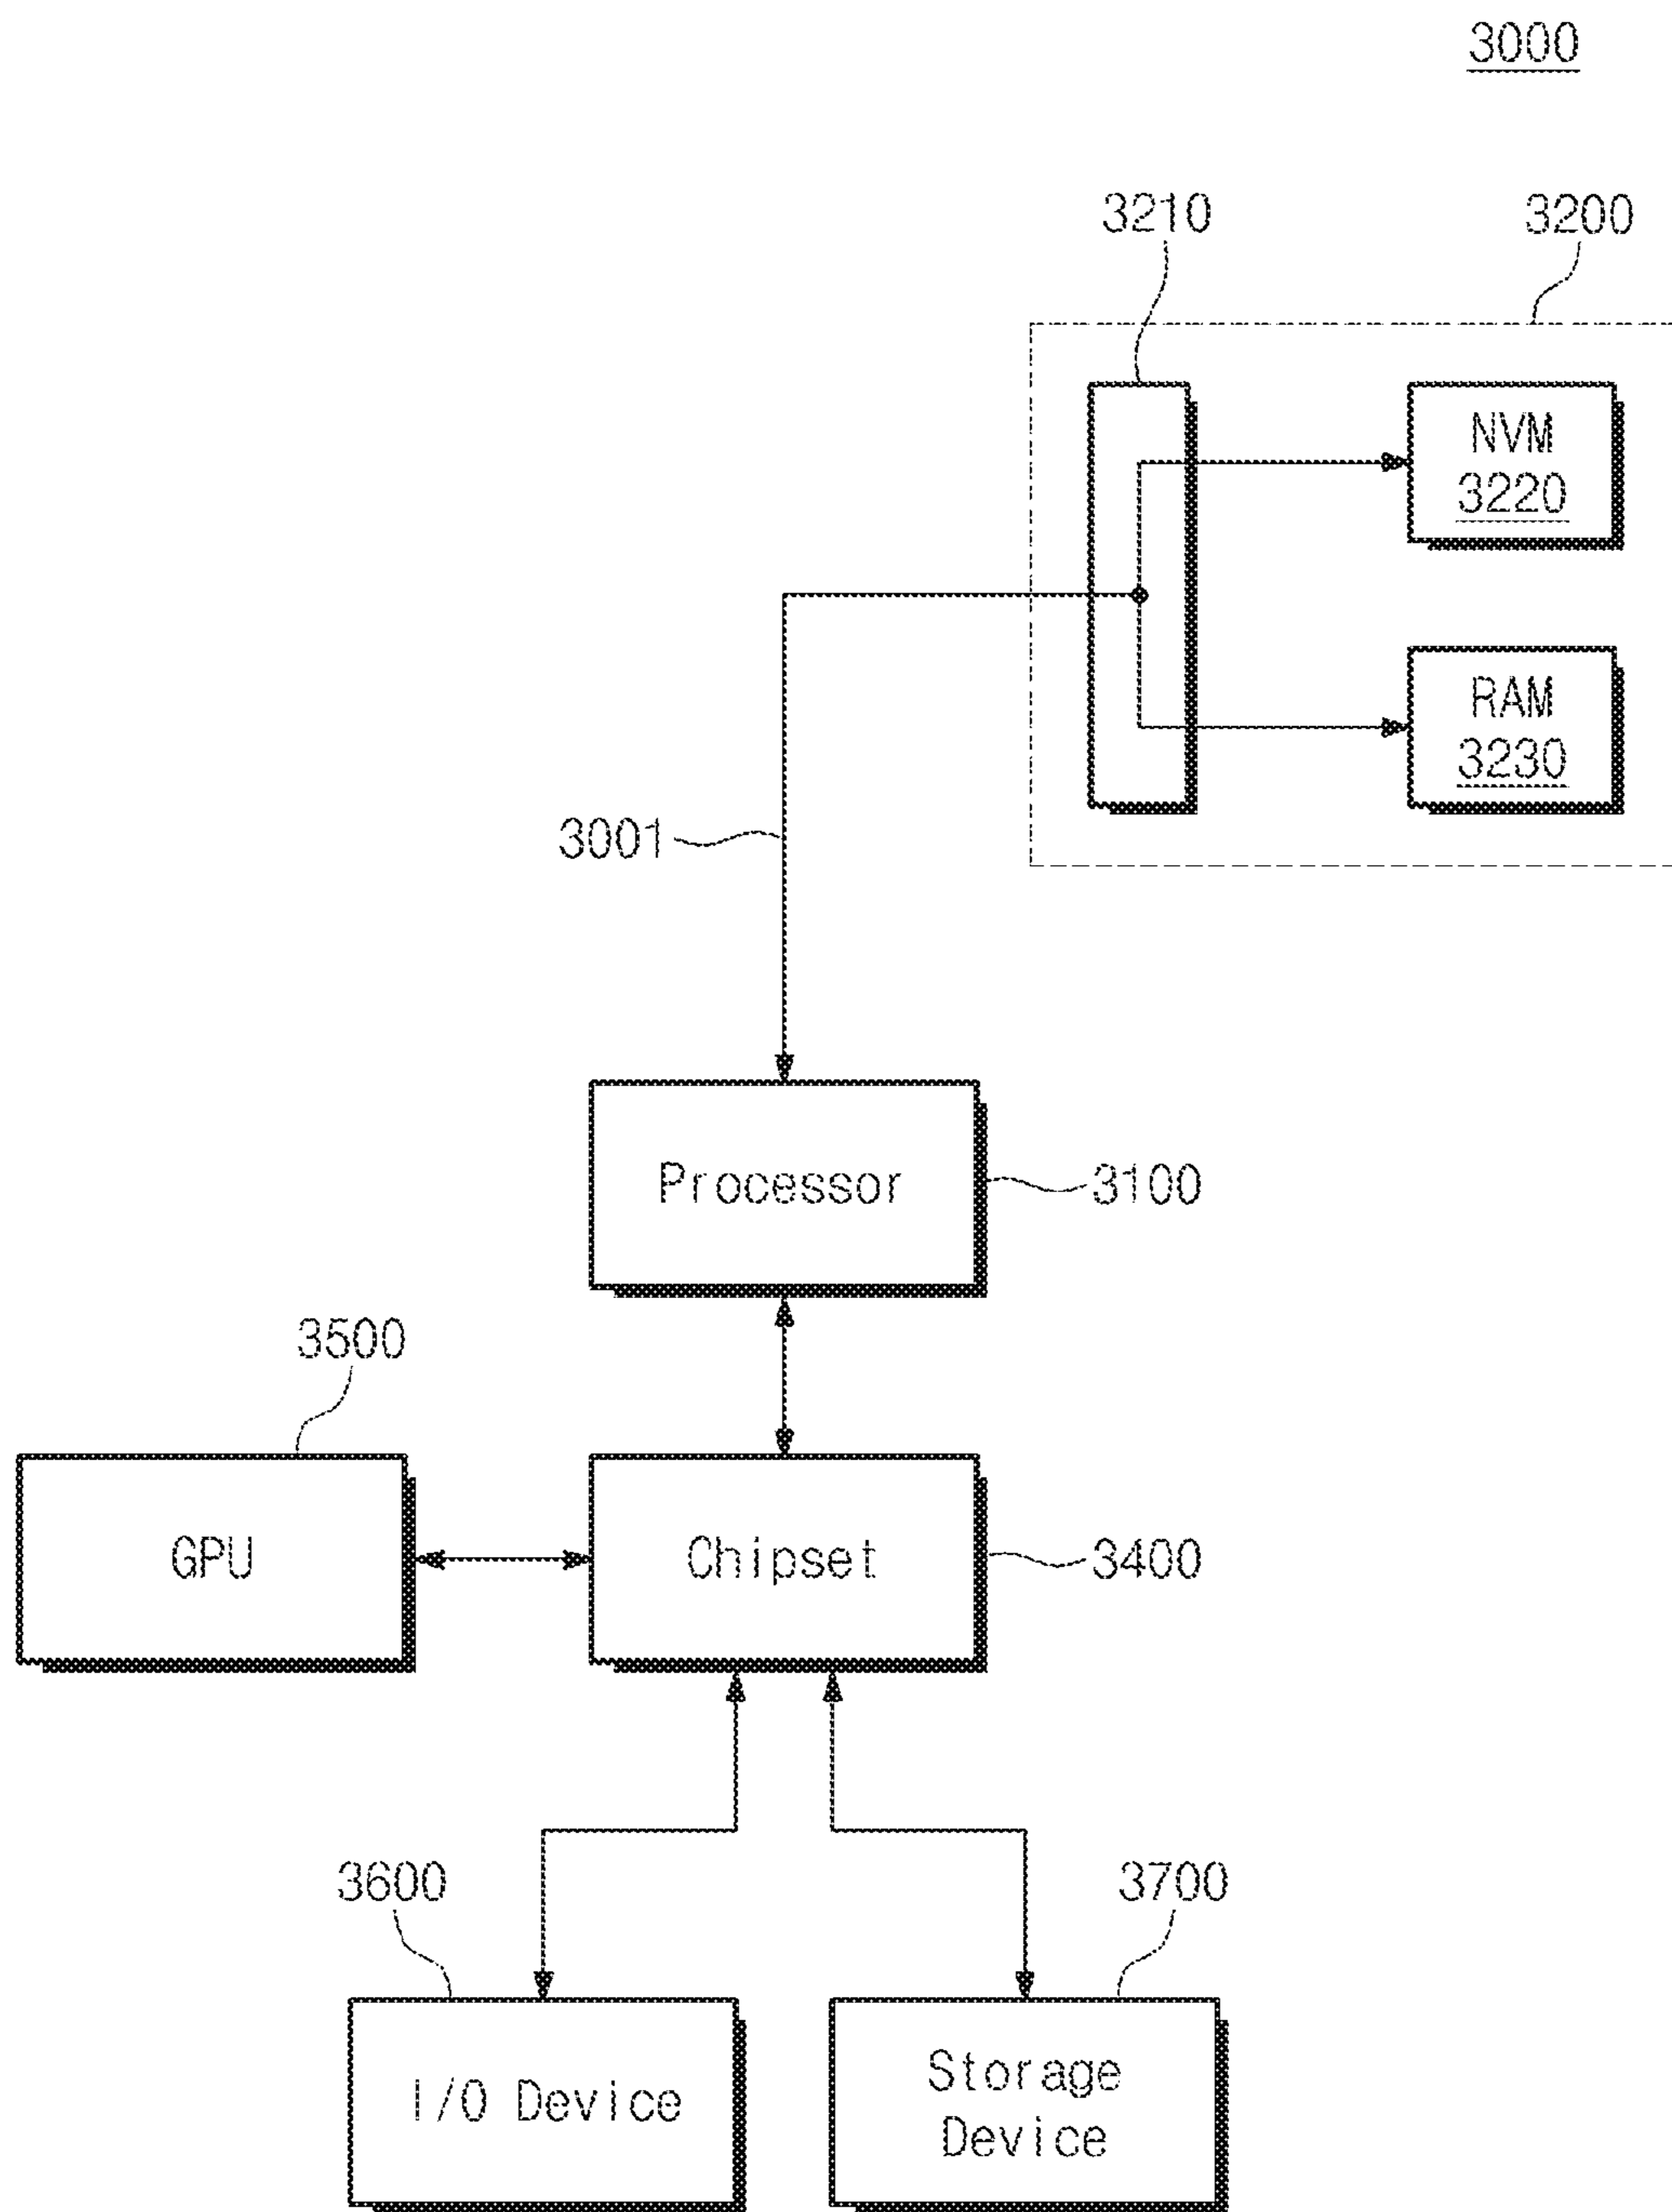 3000
3210
3200
NVM
3220
RAM
3230
3001
Processor
3100
3500
GPU
Chipset
3400
3600
3700
I/O Device
Storage
Device